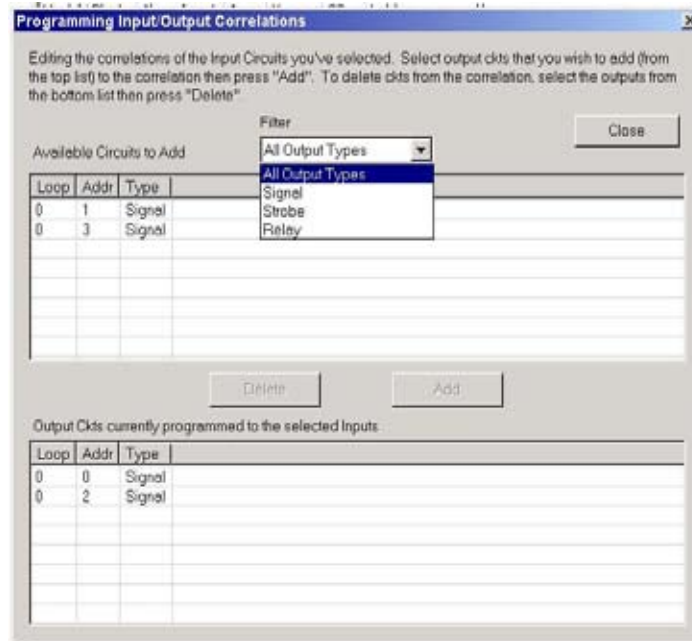 Programming Input/Output Correlations
Editing the correlations of the Input Circuits you've selected. Select output ckts that you wish to add (from
the top list) to the correlation then press "Add". To delete ckts from the correlation, select the outputs from
the bottom list then press "Delete"
Filter
Close
Available Circuits to Add
All Output Types
All Output Types
Signal
Strobe
Relay
Loop Addr Type
0 1 Signal
0 3 Signal
Delete Add
Output Ckts currently programmed to the selected Inputs
Loop Addr Type
0 0 Signal
0 2 Signal